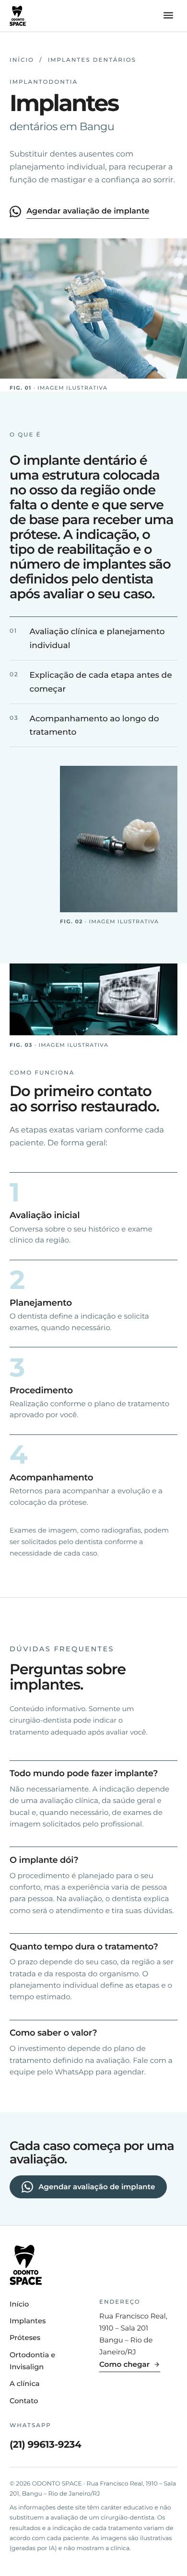 ODONTO
SPACE
INÍCIO / IMPLANTES DENTÁRIOS
IMPLANTODONTIA
Implantes
dentários em Bangu
Substituir dentes ausentes com
planejamento individual, para recuperar a
função de mastigar e a confiança ao sorrir.
Agendar avaliação de implante
FIG. 01 · IMAGEM ILUSTRATIVA
O QUE É
O implante dentário é
uma estrutura colocada
no osso da região onde
falta o dente e que serve
de base para receber uma
prótese. A indicação, o
tipo de reabilitação e o
número de implantes são
definidos pelo dentista
após avaliar o seu caso.
01 Avaliação clínica e planejamento
individual
02 Explicação de cada etapa antes de
começar
03 Acompanhamento ao longo do
tratamento
FIG. 02 · IMAGEM ILUSTRATIVA
FIG. 03 · IMAGEM ILUSTRATIVA
COMO FUNCIONA
Do primeiro contato
ao sorriso restaurado.
As etapas exatas variam conforme cada
paciente. De forma geral:
1
Avaliação inicial
Conversa sobre o seu histórico e exame
clínico da região.
2
Planejamento
O dentista define a indicação e solicita
exames, quando necessário.
3
Procedimento
Realização conforme o plano de tratamento
aprovado por você.
4
Acompanhamento
Retornos para acompanhar a evolução e a
colocação da prótese.
Exames de imagem, como radiografias, podem
ser solicitados pelo dentista conforme a
necessidade de cada caso.
DÚVIDAS FREQUENTES
Perguntas sobre
implantes.
Conteúdo informativo. Somente um
cirurgião-dentista pode indicar o
tratamento adequado após avaliar você.
Todo mundo pode fazer implante?
Não necessariamente. A indicação depende
de uma avaliação clínica, da saúde geral e
bucal e, quando necessário, de exames de
imagem solicitados pelo profissional.
O implante dói?
O procedimento é planejado para o seu
conforto, mas a experiência varia de pessoa
para pessoa. Na avaliação, o dentista explica
como será o atendimento e tira suas dúvidas.
Quanto tempo dura o tratamento?
O prazo depende do seu caso, da região a ser
tratada e da resposta do organismo. O
planejamento individual define as etapas e o
tempo estimado.
Como saber o valor?
O investimento depende do plano de
tratamento definido na avaliação. Fale com a
equipe pelo WhatsApp para agendar.
Cada caso começa por uma
avaliação.
Agendar avaliação de implante
ODONTO
SPACE
Início
Implantes
Próteses
Ortodontia e
Invisalign
A clínica
Contato
ENDEREÇO
Rua Francisco Real,
1910 – Sala 201
Bangu – Rio de
Janeiro/RJ
Como chegar →
WHATSAPP
(21) 99613-9234
© 2026 ODONTO SPACE · Rua Francisco Real, 1910 – Sala
201, Bangu – Rio de Janeiro/RJ
As informações deste site têm caráter educativo e não
substituem a avaliação de um cirurgião-dentista. Os
resultados e a indicação de cada tratamento variam de
acordo com cada paciente. As imagens são ilustrativas
(geradas por IA) e não mostram a clínica.